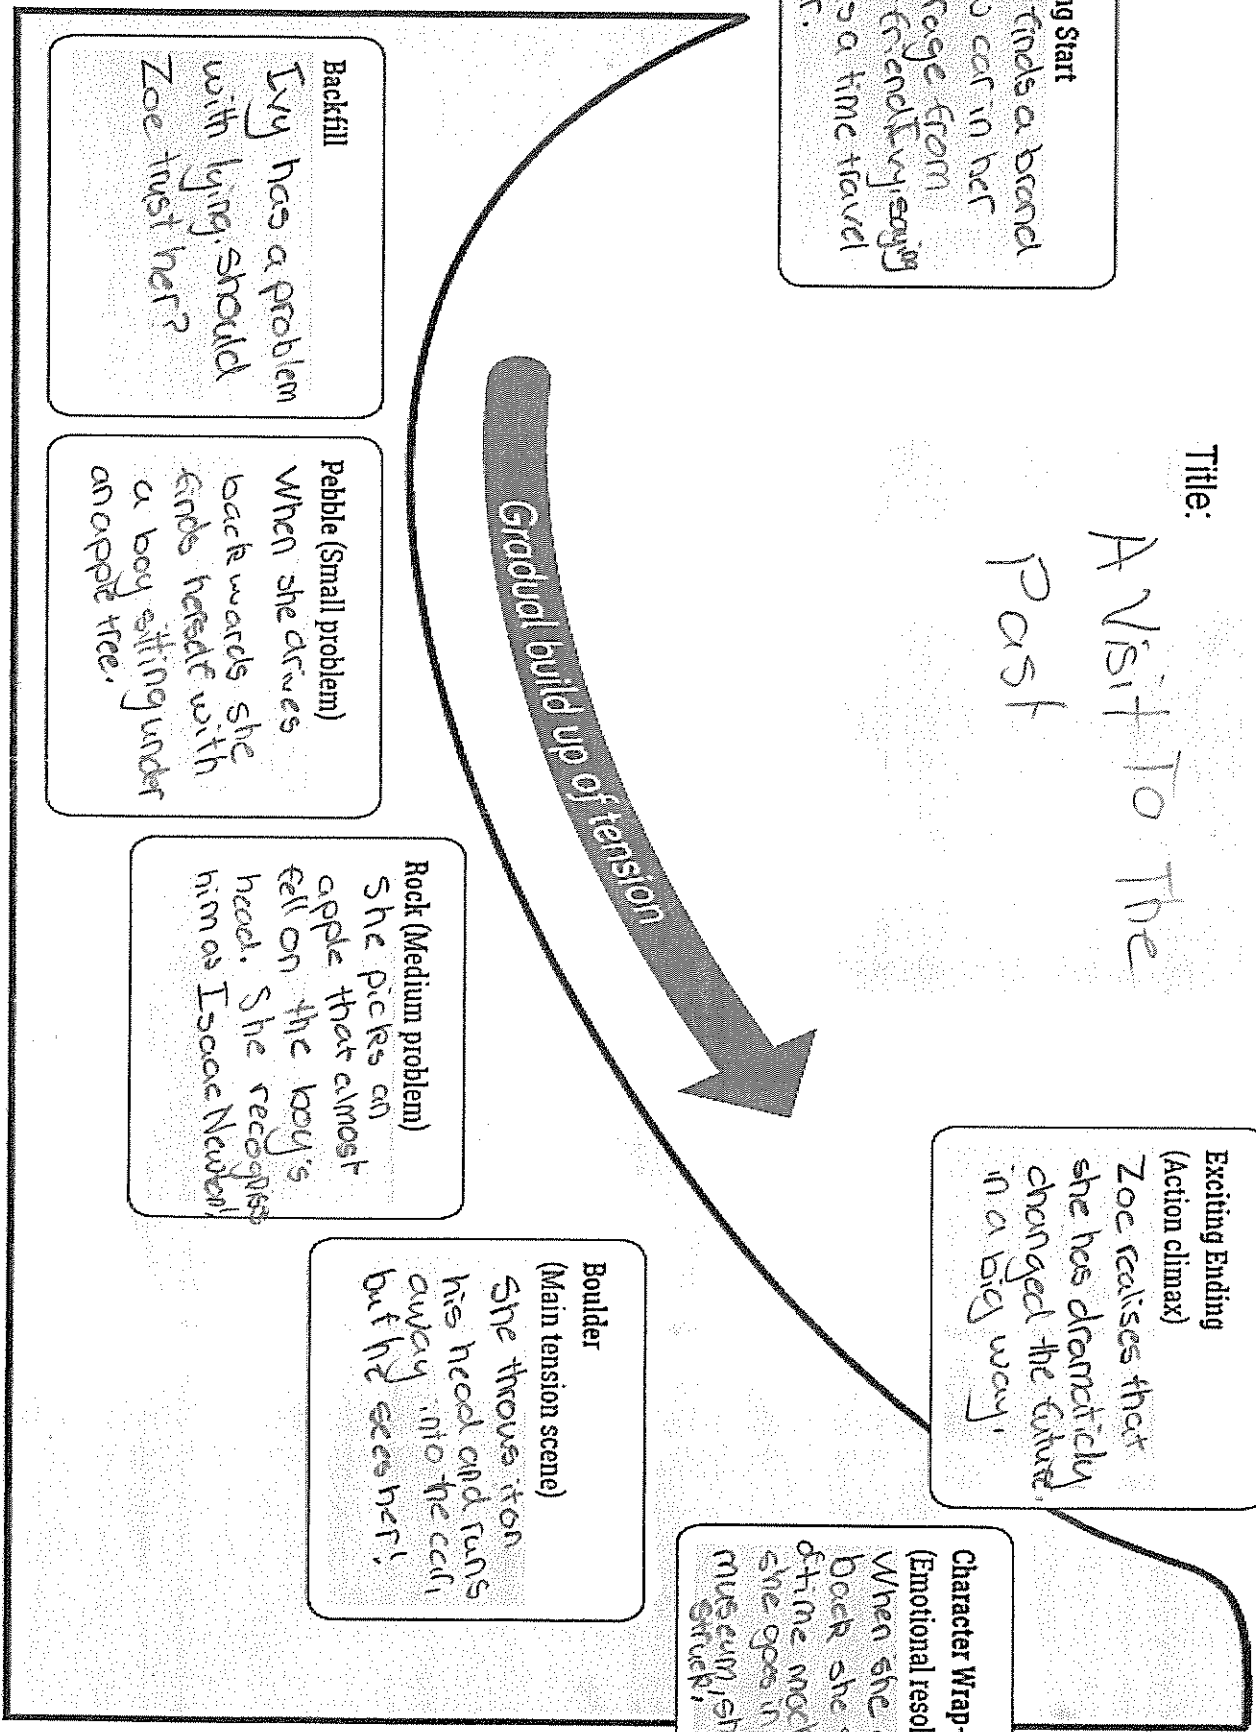 Title:
A Visit To The
Past
ng Start
finds a brand
car in her
rage from
friend, Ivy, saying
s a time travel
r.
Backfill
Ivy has a problem
with lying. Should
Zoe trust her?
Pebble (Small problem)
When she drives
backwards she
finds herself with
a boy sitting under
an apple tree.
Rock (Medium problem)
She picks an
apple that almost
fell on the boy's
head. She recognises
him as Isaac Newton!
Boulder
(Main tension scene)
She throws it on
his head and runs
away into the car,
but he sees her!
Gradual build up of tension
Exciting Ending
(Action climax)
Zoe realises that
she has dramaticly
changed the future,
in a big way.
Character Wrap-
(Emotional resol
When she
back she
of time mach
she goes in
museum, sh
struck,